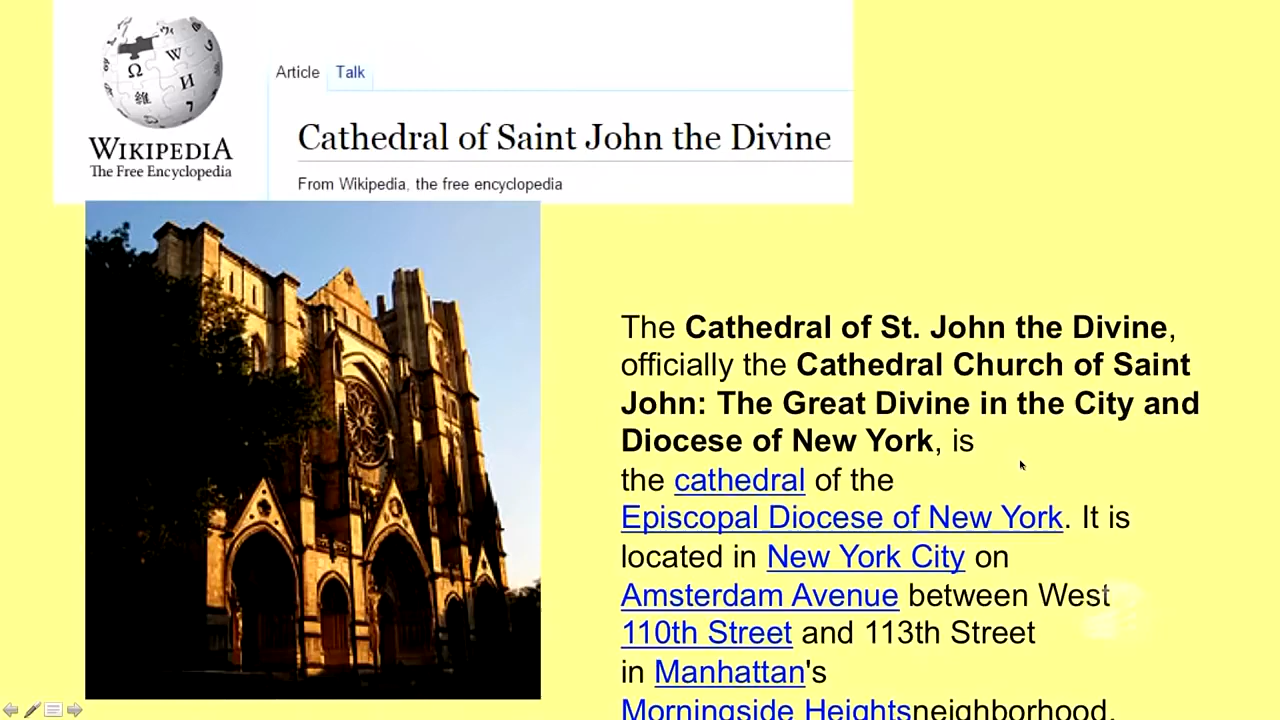 Article Talk
WIKIPEDIA
The Free Encyclopedia
Cathedral of Saint John the Divine
From Wikipedia, the free encyclopedia
The Cathedral of St. John the Divine,
officially the Cathedral Church of Saint
John: The Great Divine in the City and
Diocese of New York, is
the cathedral of the
Episcopal Diocese of New York. It is
located in New York City on
Amsterdam Avenue between West
110th Street and 113th Street
in Manhattan's
Morningside Heightsneighborhood.